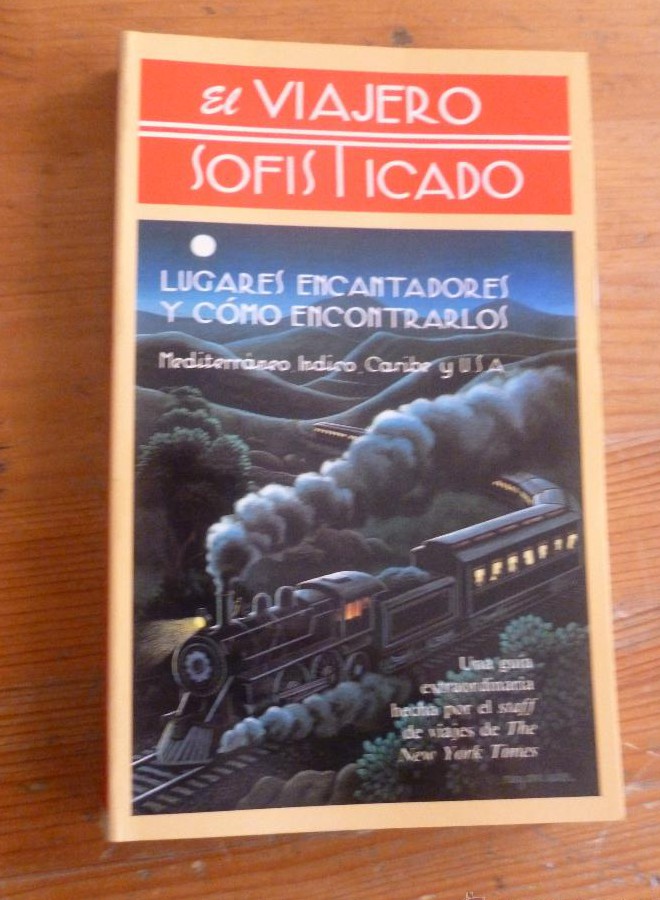 El VIAJERO
SOFISTICADO
LUGARES ENCANTADORES
Y CÓMO ENCONTRARLOS
Mediterráneo, Indico, Caribe y U.S.A.
Una guía
extraordinaria
hecha por el staff
de viajes de The
New York Times